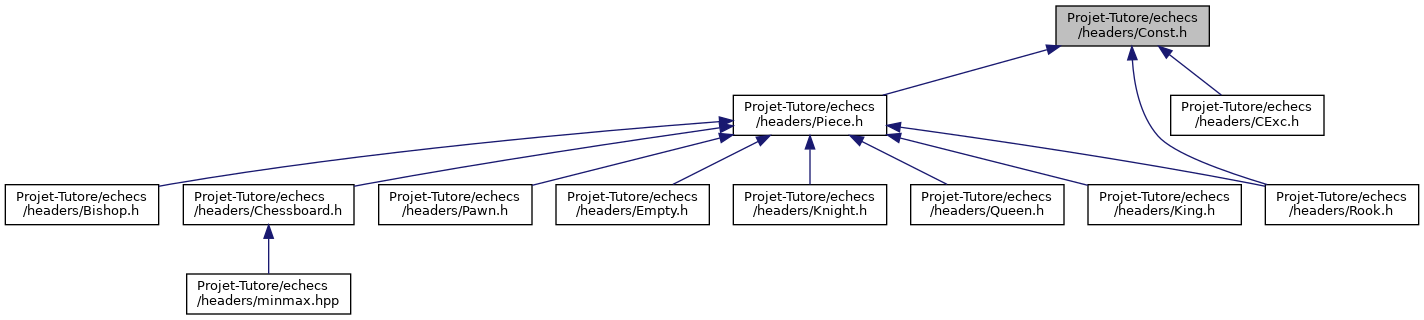 Projet-Tutore/echecs
/headers/Const.h
Projet-Tutore/echecs
/headers/Piece.h
Projet-Tutore/echecs
/headers/CExc.h
Projet-Tutore/echecs
/headers/Bishop.h
Projet-Tutore/echecs
/headers/Chessboard.h
Projet-Tutore/echecs
/headers/Pawn.h
Projet-Tutore/echecs
/headers/Empty.h
Projet-Tutore/echecs
/headers/Knight.h
Projet-Tutore/echecs
/headers/Queen.h
Projet-Tutore/echecs
/headers/King.h
Projet-Tutore/echecs
/headers/Rook.h
Projet-Tutore/echecs
/headers/minmax.hpp